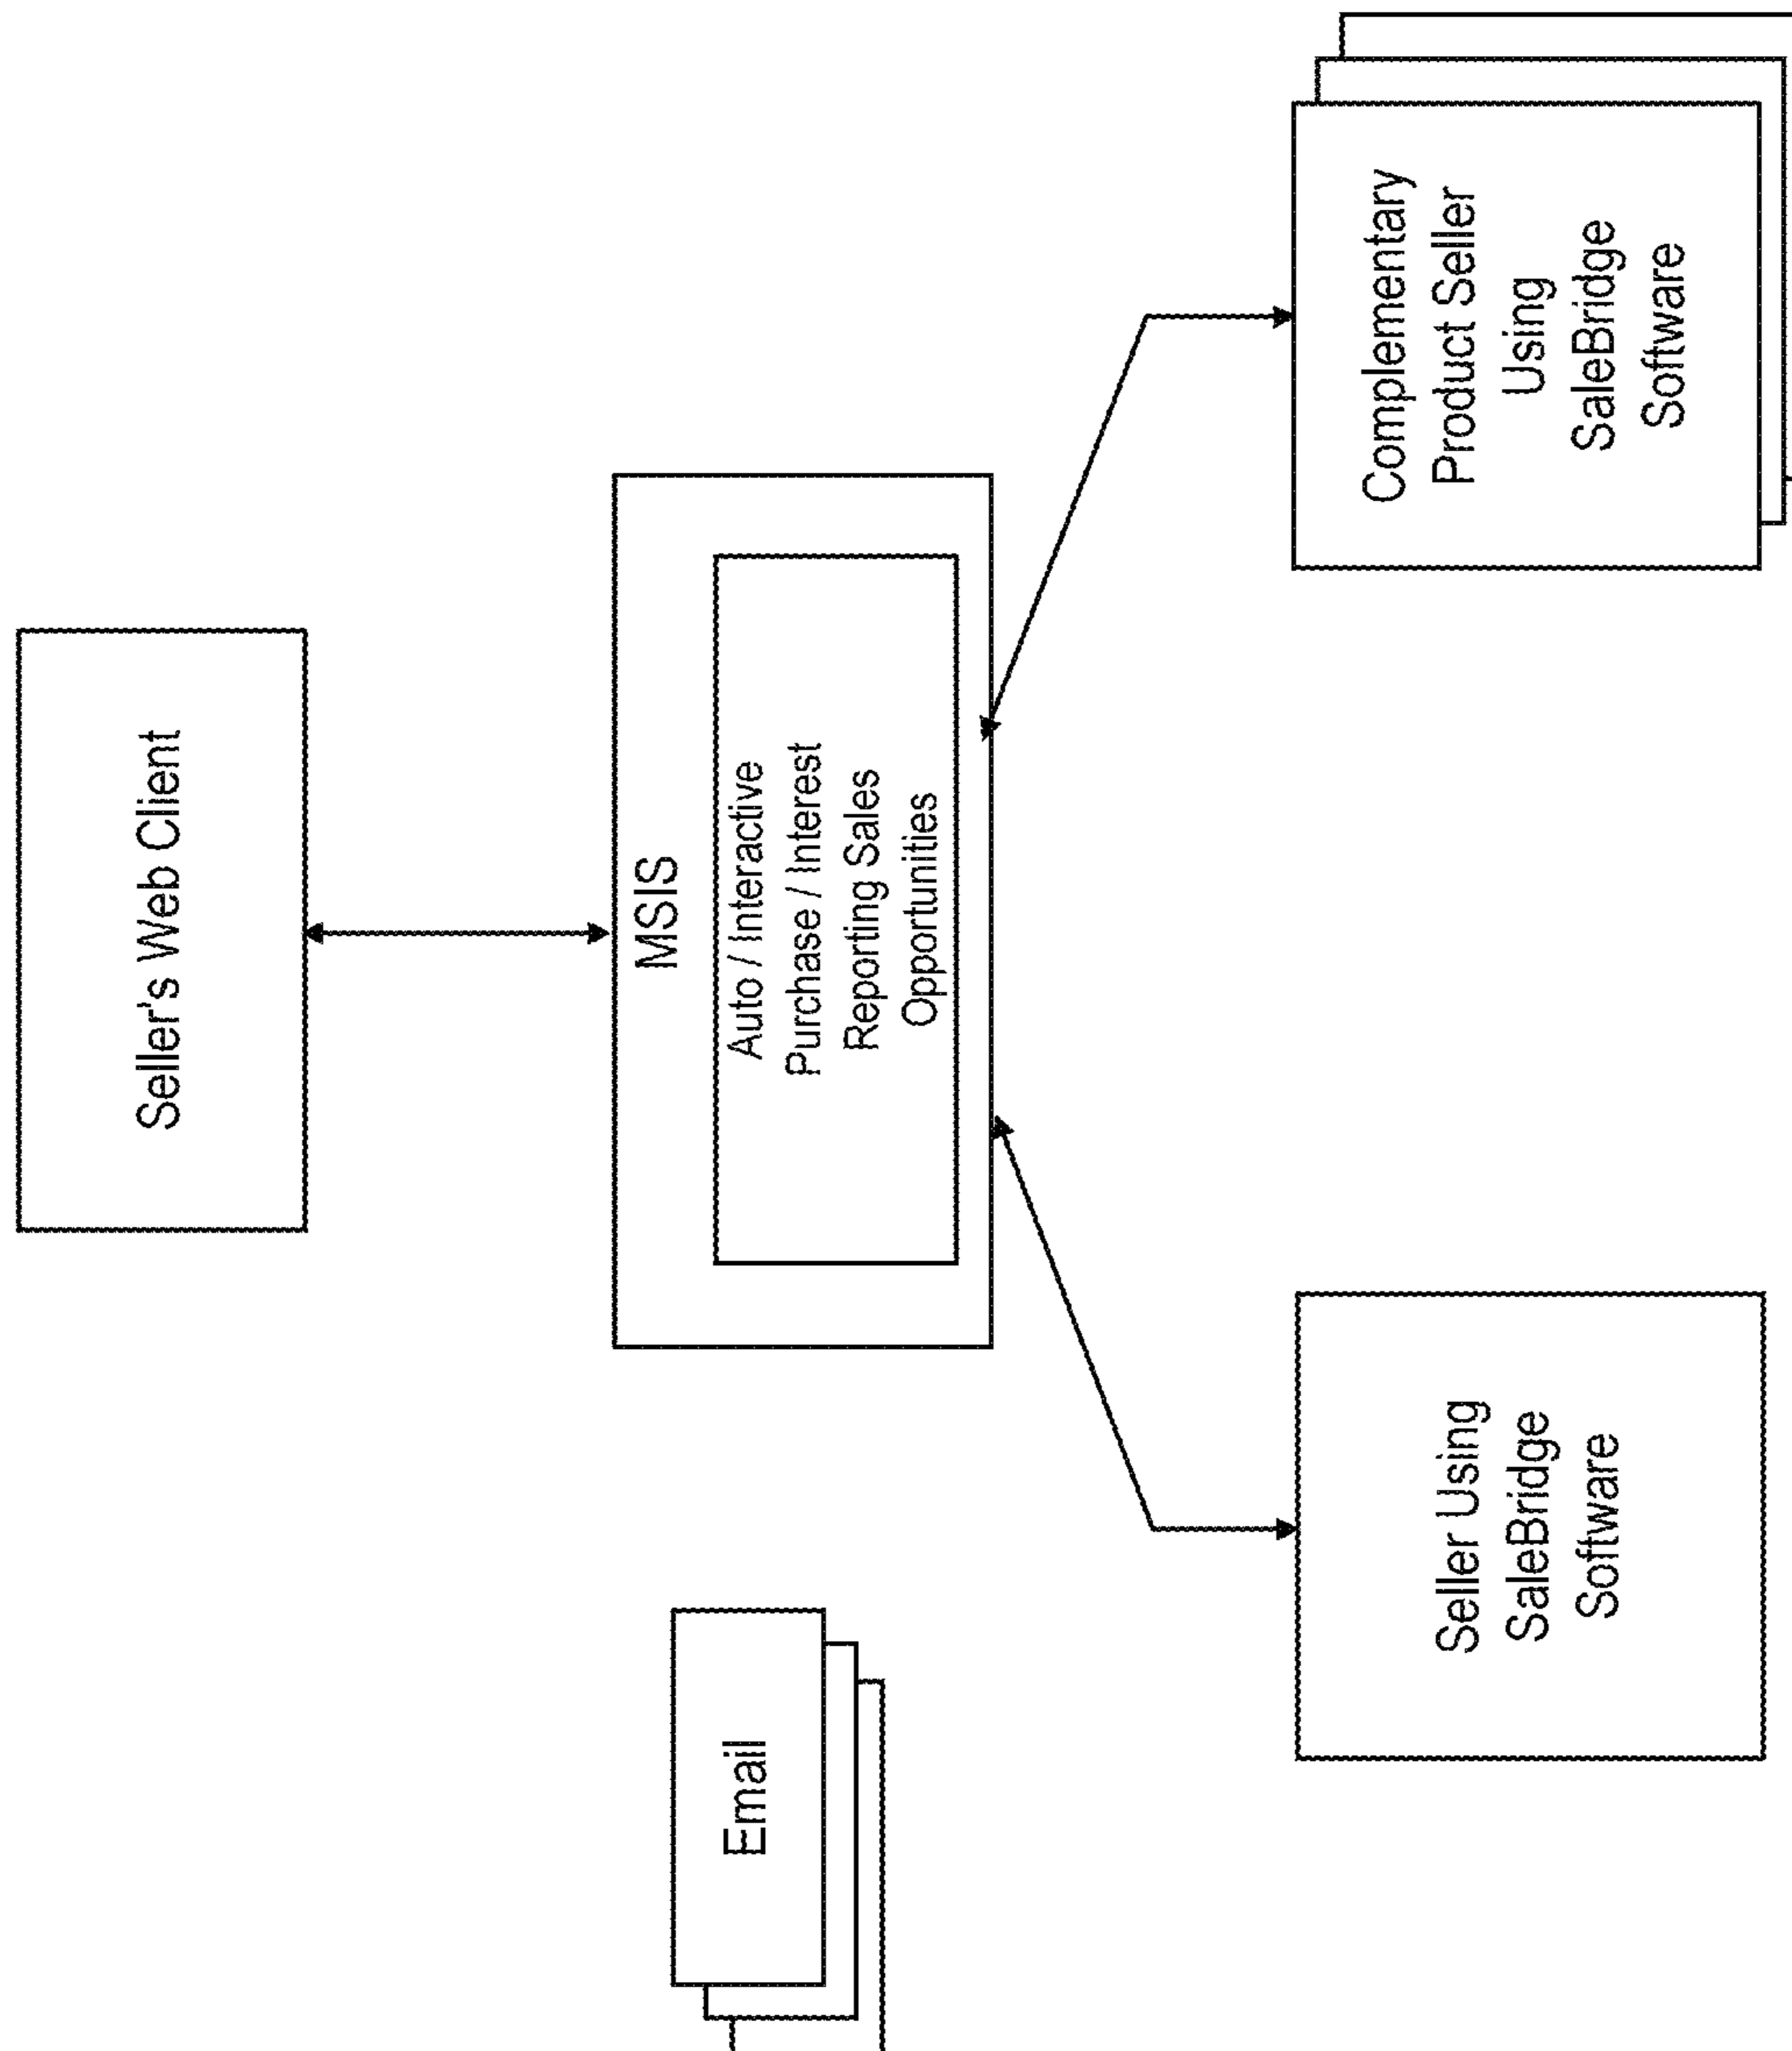 Seller's Web Client
MSIS
Auto / Interactive
Purchase / Interest
Reporting Sales
Opportunities
Email
Seller Using
SaleBridge
Software
Complementary
Product Seller
Using
SaleBridge
Software